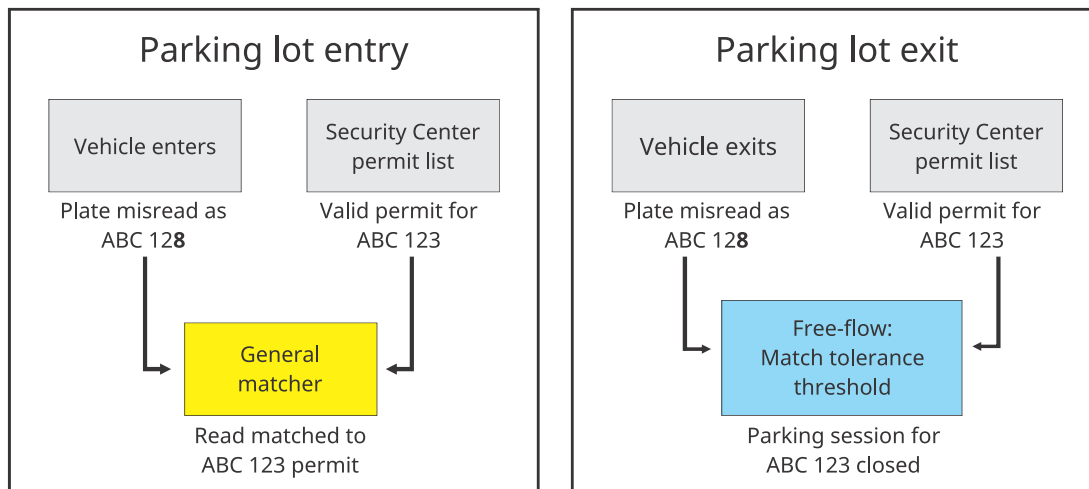 Parking lot entry
Vehicle enters
Security Center
permit list
Plate misread as
ABC 128
Valid permit for
ABC 123
General
matcher
Read matched to
ABC 123 permit
Parking lot exit
Vehicle exits
Security Center
permit list
Plate misread as
ABC 128
Valid permit for
ABC 123
Free-flow:
Match tolerance
threshold
Parking session for
ABC 123 closed